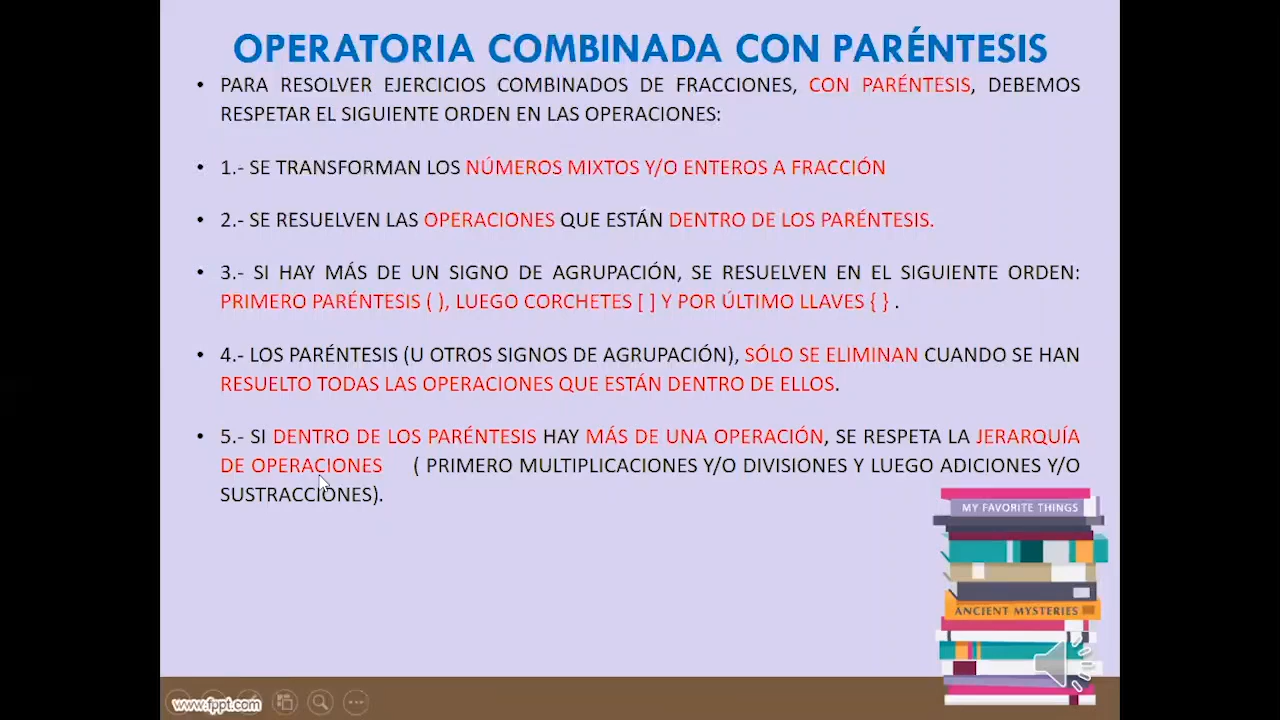 OPERATORIA COMBINADA CON PARÉNTESIS
• PARA RESOLVER EJERCICIOS COMBINADOS DE FRACCIONES, CON PARÉNTESIS, DEBEMOS
RESPETAR EL SIGUIENTE ORDEN EN LAS OPERACIONES:
• 1.- SE TRANSFORMAN LOS NÚMEROS MIXTOS Y/O ENTEROS A FRACCIÓN
• 2.- SE RESUELVEN LAS OPERACIONES QUE ESTÁN DENTRO DE LOS PARÉNTESIS.
• 3.- SI HAY MÁS DE UN SIGNO DE AGRUPACIÓN, SE RESUELVEN EN EL SIGUIENTE ORDEN:
PRIMERO PARÉNTESIS ( ), LUEGO CORCHETES [ ] Y POR ÚLTIMO LLAVES { } .
• 4.- LOS PARÉNTESIS (U OTROS SIGNOS DE AGRUPACIÓN), SÓLO SE ELIMINAN CUANDO SE HAN
RESUELTO TODAS LAS OPERACIONES QUE ESTÁN DENTRO DE ELLOS.
• 5.- SI DENTRO DE LOS PARÉNTESIS HAY MÁS DE UNA OPERACIÓN, SE RESPETA LA JERARQUÍA
DE OPERACIONES ( PRIMERO MULTIPLICACIONES Y/O DIVISIONES Y LUEGO ADICIONES Y/O
SUSTRACCIONES).
MY FAVORITE THINGS
ANCIENT MYSTERIES
www.fppt.com